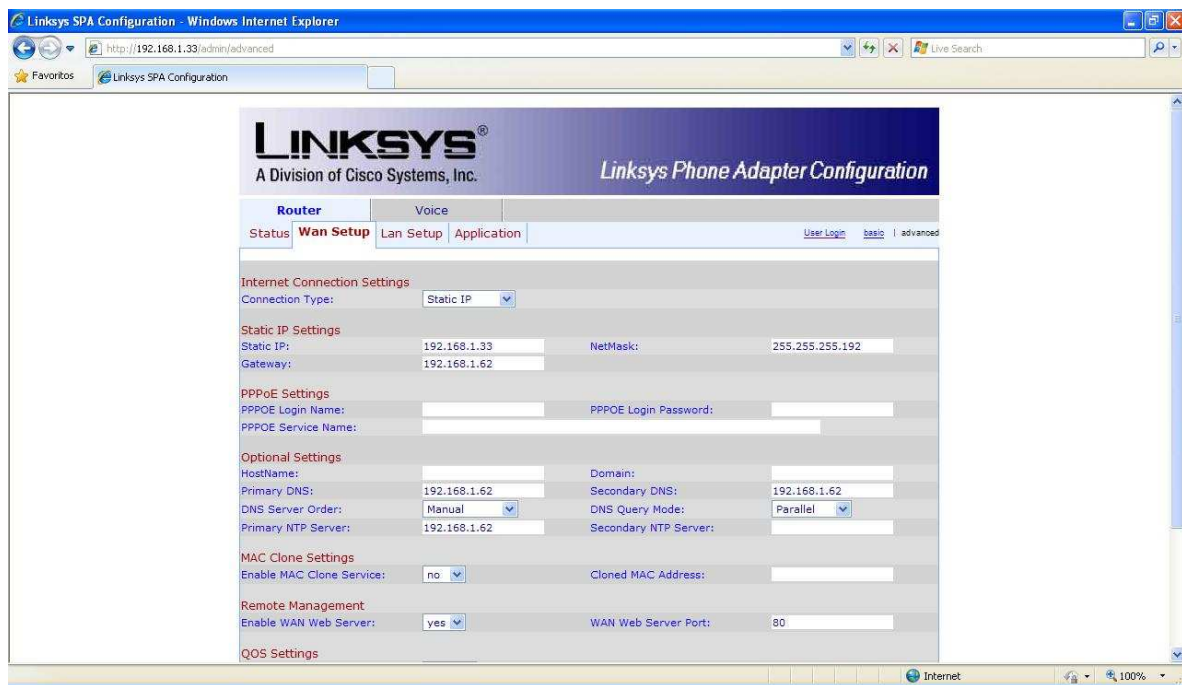 Linksys SPA Configuration - Windows Internet Explorer
http://192.168.1.33/admin/advanced
Live Search
Favoritos
Linksys SPA Configuration
LINKSYS®
A Division of Cisco Systems, Inc.
Linksys Phone Adapter Configuration
Router Voice
Status Wan Setup Lan Setup Application User Login basic | advanced
Internet Connection Settings
Connection Type: Static IP
Static IP Settings
Static IP: 192.168.1.33 NetMask: 255.255.255.192
Gateway: 192.168.1.62
PPPoE Settings
PPPOE Login Name: PPPOE Login Password:
PPPOE Service Name:
Optional Settings
HostName: Domain:
Primary DNS: 192.168.1.62 Secondary DNS: 192.168.1.62
DNS Server Order: Manual DNS Query Mode: Parallel
Primary NTP Server: 192.168.1.62 Secondary NTP Server:
MAC Clone Settings
Enable MAC Clone Service: no Cloned MAC Address:
Remote Management
Enable WAN Web Server: yes WAN Web Server Port: 80
QOS Settings
Internet 100%